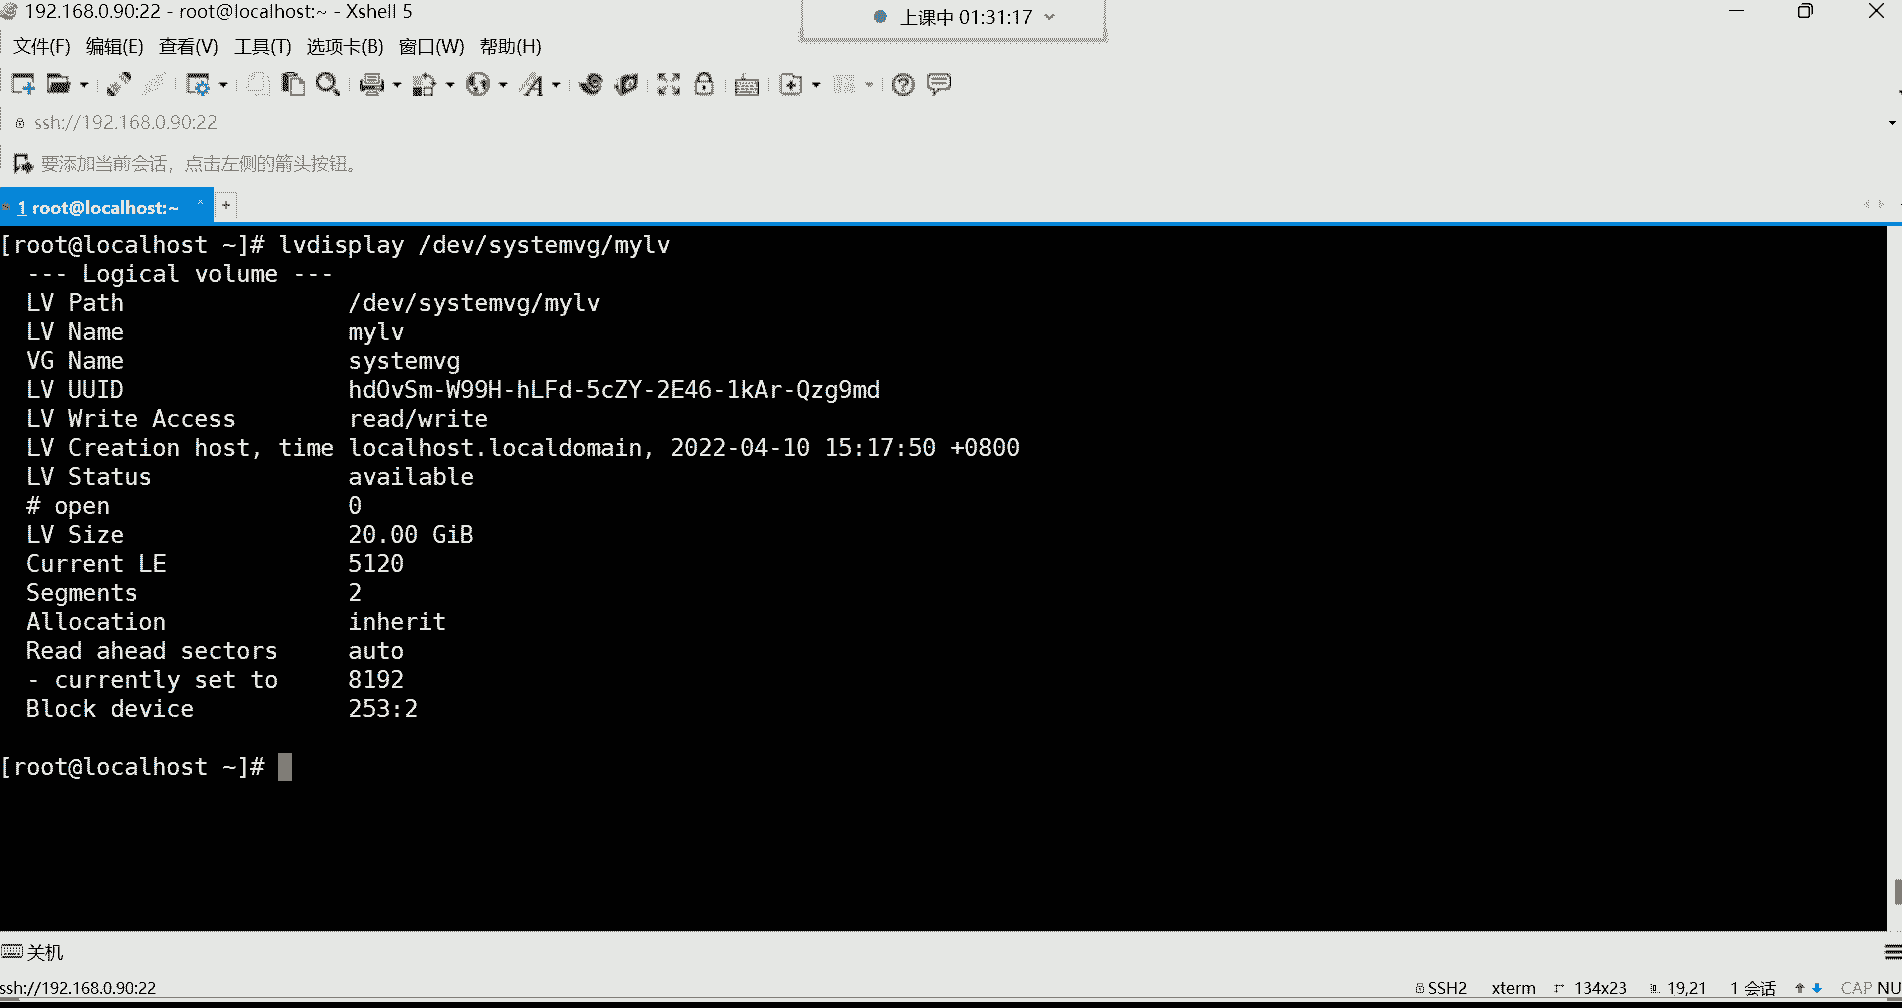 192.168.0.90:22 - root@localhost:~ - Xshell 5
上课中 01:31:17
文件(F) 编辑(E) 查看(V) 工具(T) 选项卡(B) 窗口(W) 帮助(H)
ssh://192.168.0.90:22
要添加当前会话，点击左侧的箭头按钮。
1 root@localhost:~
[root@localhost ~]# lvdisplay /dev/systemvg/mylv
--- Logical volume ---
LV Path /dev/systemvg/mylv
LV Name mylv
VG Name systemvg
LV UUID hdOvSm-W99H-hLFd-5cZY-2E46-1kAr-Qzg9md
LV Write Access read/write
LV Creation host, time localhost.localdomain, 2022-04-10 15:17:50 +0800
LV Status available
# open 0
LV Size 20.00 GiB
Current LE 5120
Segments 2
Allocation inherit
Read ahead sectors auto
- currently set to 8192
Block device 253:2
[root@localhost ~]#
关机
ssh://192.168.0.90:22 SSH2 xterm 134x23 19,21 1 会话 CAP NU